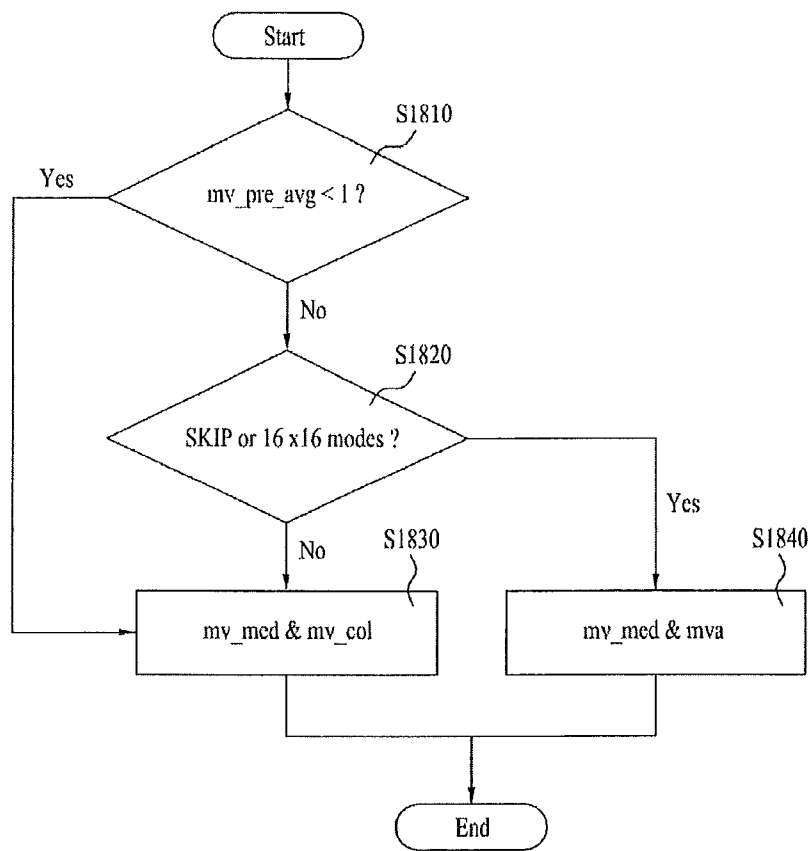 Start
S1810
Yes
mv_pre_avg < 1 ?
No
S1820
SKIP or 16 x16 modes ?
Yes
No
S1830
S1840
mv_med & mv_col
mv_med & mva
End